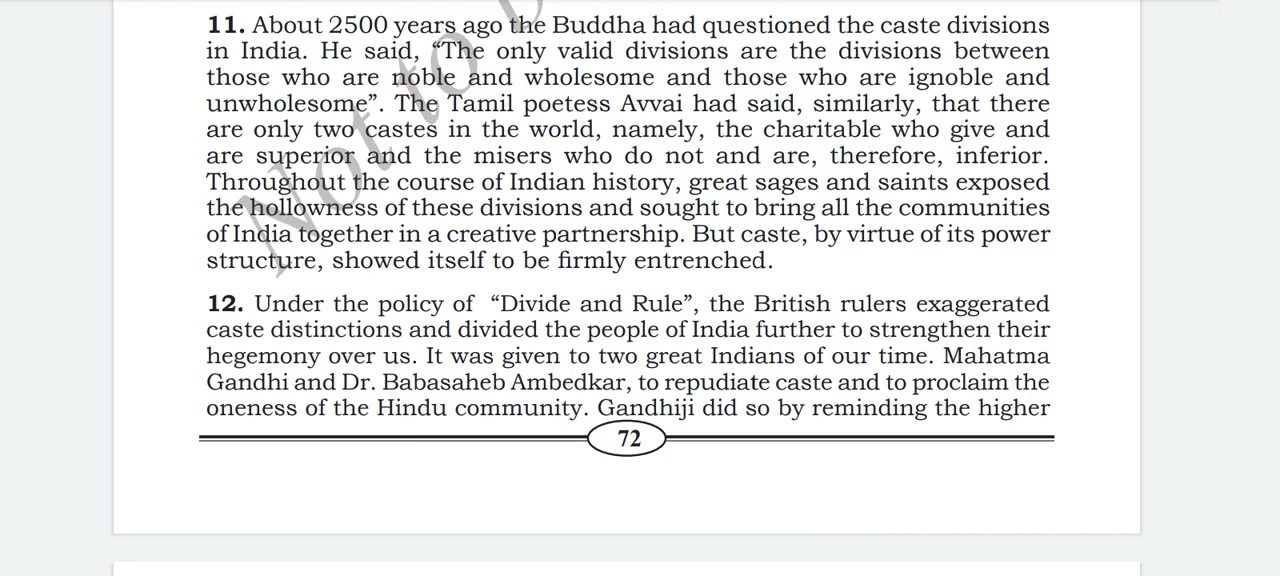 11. About 2500 years ago the Buddha had questioned the caste divisions
in India. He said, “The only valid divisions are the divisions between
those who are noble and wholesome and those who are ignoble and
unwholesome”. The Tamil poetess Avvai had said, similarly, that there
are only two castes in the world, namely, the charitable who give and
are superior and the misers who do not and are, therefore, inferior.
Throughout the course of Indian history, great sages and saints exposed
the hollowness of these divisions and sought to bring all the communities
of India together in a creative partnership. But caste, by virtue of its power
structure, showed itself to be firmly entrenched.
12. Under the policy of “Divide and Rule”, the British rulers exaggerated
caste distinctions and divided the people of India further to strengthen their
hegemony over us. It was given to two great Indians of our time. Mahatma
Gandhi and Dr. Babasaheb Ambedkar, to repudiate caste and to proclaim the
oneness of the Hindu community. Gandhiji did so by reminding the higher
72
Not to